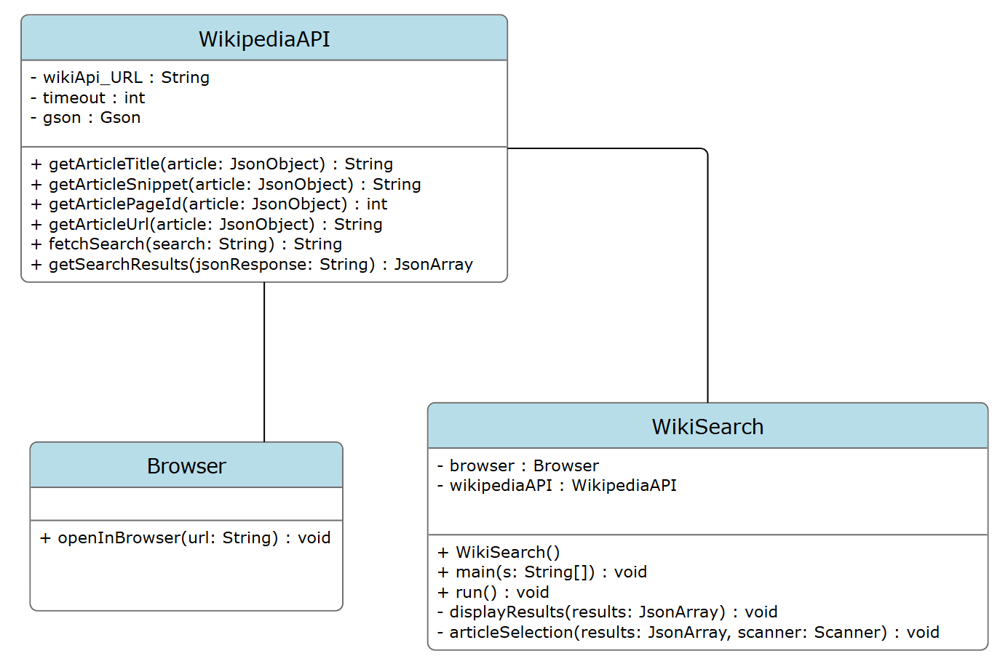 WikipediaAPI
- wikiApi_URL : String
- timeout : int
- gson : Gson
+ getArticleTitle(article: JsonObject) : String
+ getArticleSnippet(article: JsonObject) : String
+ getArticlePageId(article: JsonObject) : int
+ getArticleUrl(article: JsonObject) : String
+ fetchSearch(search: String) : String
+ getSearchResults(jsonResponse: String) : JsonArray
Browser
+ openInBrowser(url: String) : void
WikiSearch
- browser : Browser
- wikipediaAPI : WikipediaAPI
+ WikiSearch()
+ main(s: String[]) : void
+ run() : void
- displayResults(results: JsonArray) : void
- articleSelection(results: JsonArray, scanner: Scanner) : void